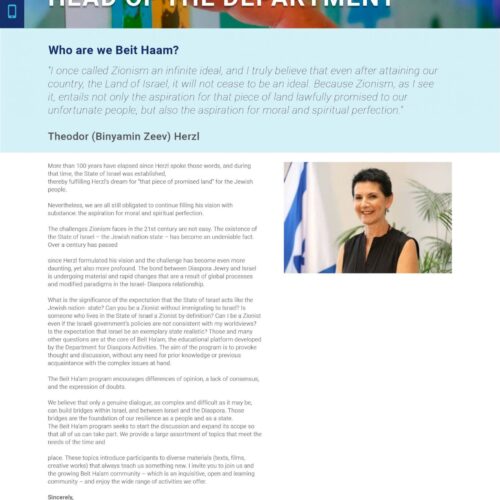 HEAD OF THE DEPARTMENT
Who are we Beit Haam?
"I once called Zionism an infinite ideal, and I truly believe that even after attaining our
country, the Land of Israel, it will not cease to be an ideal. Because Zionism, as I see
it, entails not only the aspiration for that piece of land lawfully promised to our
unfortunate people, but also the aspiration for moral and spiritual perfection."
Theodor (Binyamin Zeev) Herzl
More than 100 years have elapsed since Herzl spoke those words, and during
that time, the State of Israel was established,
thereby fulfilling Herzl's dream for "that piece of promised land" for the Jewish
people.
Nevertheless, we are all still obligated to continue filling his vision with
substance: the aspiration for moral and spiritual perfection.
The challenges Zionism faces in the 21st century are not easy. The existence of
the State of Israel – the Jewish nation state – has become an undeniable fact.
Over a century has passed
since Herzl formulated his vision and the challenge has become even more
daunting, yet also more profound. The bond between Diaspora Jewry and Israel
is undergoing material and rapid changes that are a result of global processes
and modified paradigms in the Israel- Diaspora relationship.
What is the significance of the expectation that the State of Israel acts like the
Jewish nation- state? Can you be a Zionist without immigrating to Israel? Is
someone who lives in the State of Israel a Zionist by definition? Can I be a Zionist
even if the Israeli government's policies are not consistent with my worldviews?
Is the expectation that Israel be an exemplary state realistic? Those and many
other questions are at the core of Beit Ha'am, the educational platform developed
by the Department for Diaspora Activities. The aim of the program is to provoke
thought and discussion, without any need for prior knowledge or previous
acquaintance with the complex issues at hand.
The Beit Ha'am program encourages differences of opinion, a lack of consensus,
and the expression of doubts.
We believe that only a genuine dialogue, as complex and difficult as it may be,
can build bridges within Israel, and between Israel and the Diaspora. Those
bridges are the foundation of our resilience as a people and as a state.
The Beit Ha'am program seeks to start the discussion and expand its scope so
that all of us can take part. We provide a large assortment of topics that meet the
needs of the time and
place. These topics introduce participants to diverse materials (texts, films,
creative works) that always teach us something new. I invite you to join us and
the growing Beit Ha'am community – which is an inquisitive, open and learning
community – and enjoy the wide range of activities we offer.
Sincerely,